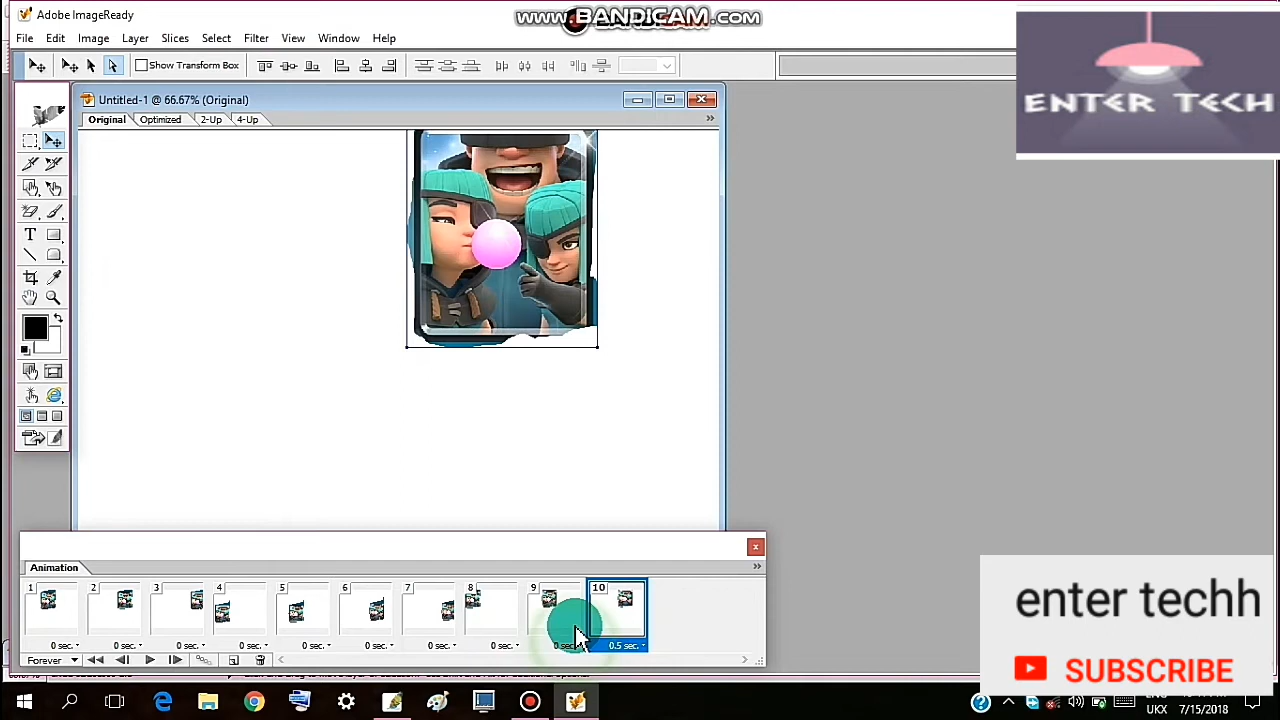 www.BANDICAM.com
Adobe ImageReady
File Edit Image Layer Slices Select Filter View Window Help
Show Transform Box
ENTER TECH
Untitled-1 @ 66.67% (Original)
Original Optimized 2-Up 4-Up
Animation
1 2 3 4 5 6 7 8 9 10
0 sec. 0 sec. 0 sec. 0 sec. 0 sec. 0 sec. 0 sec. 0 sec. 0 sec. 0.5 sec.
Forever
enter techh
SUBSCRIBE
UKX 7/15/2018